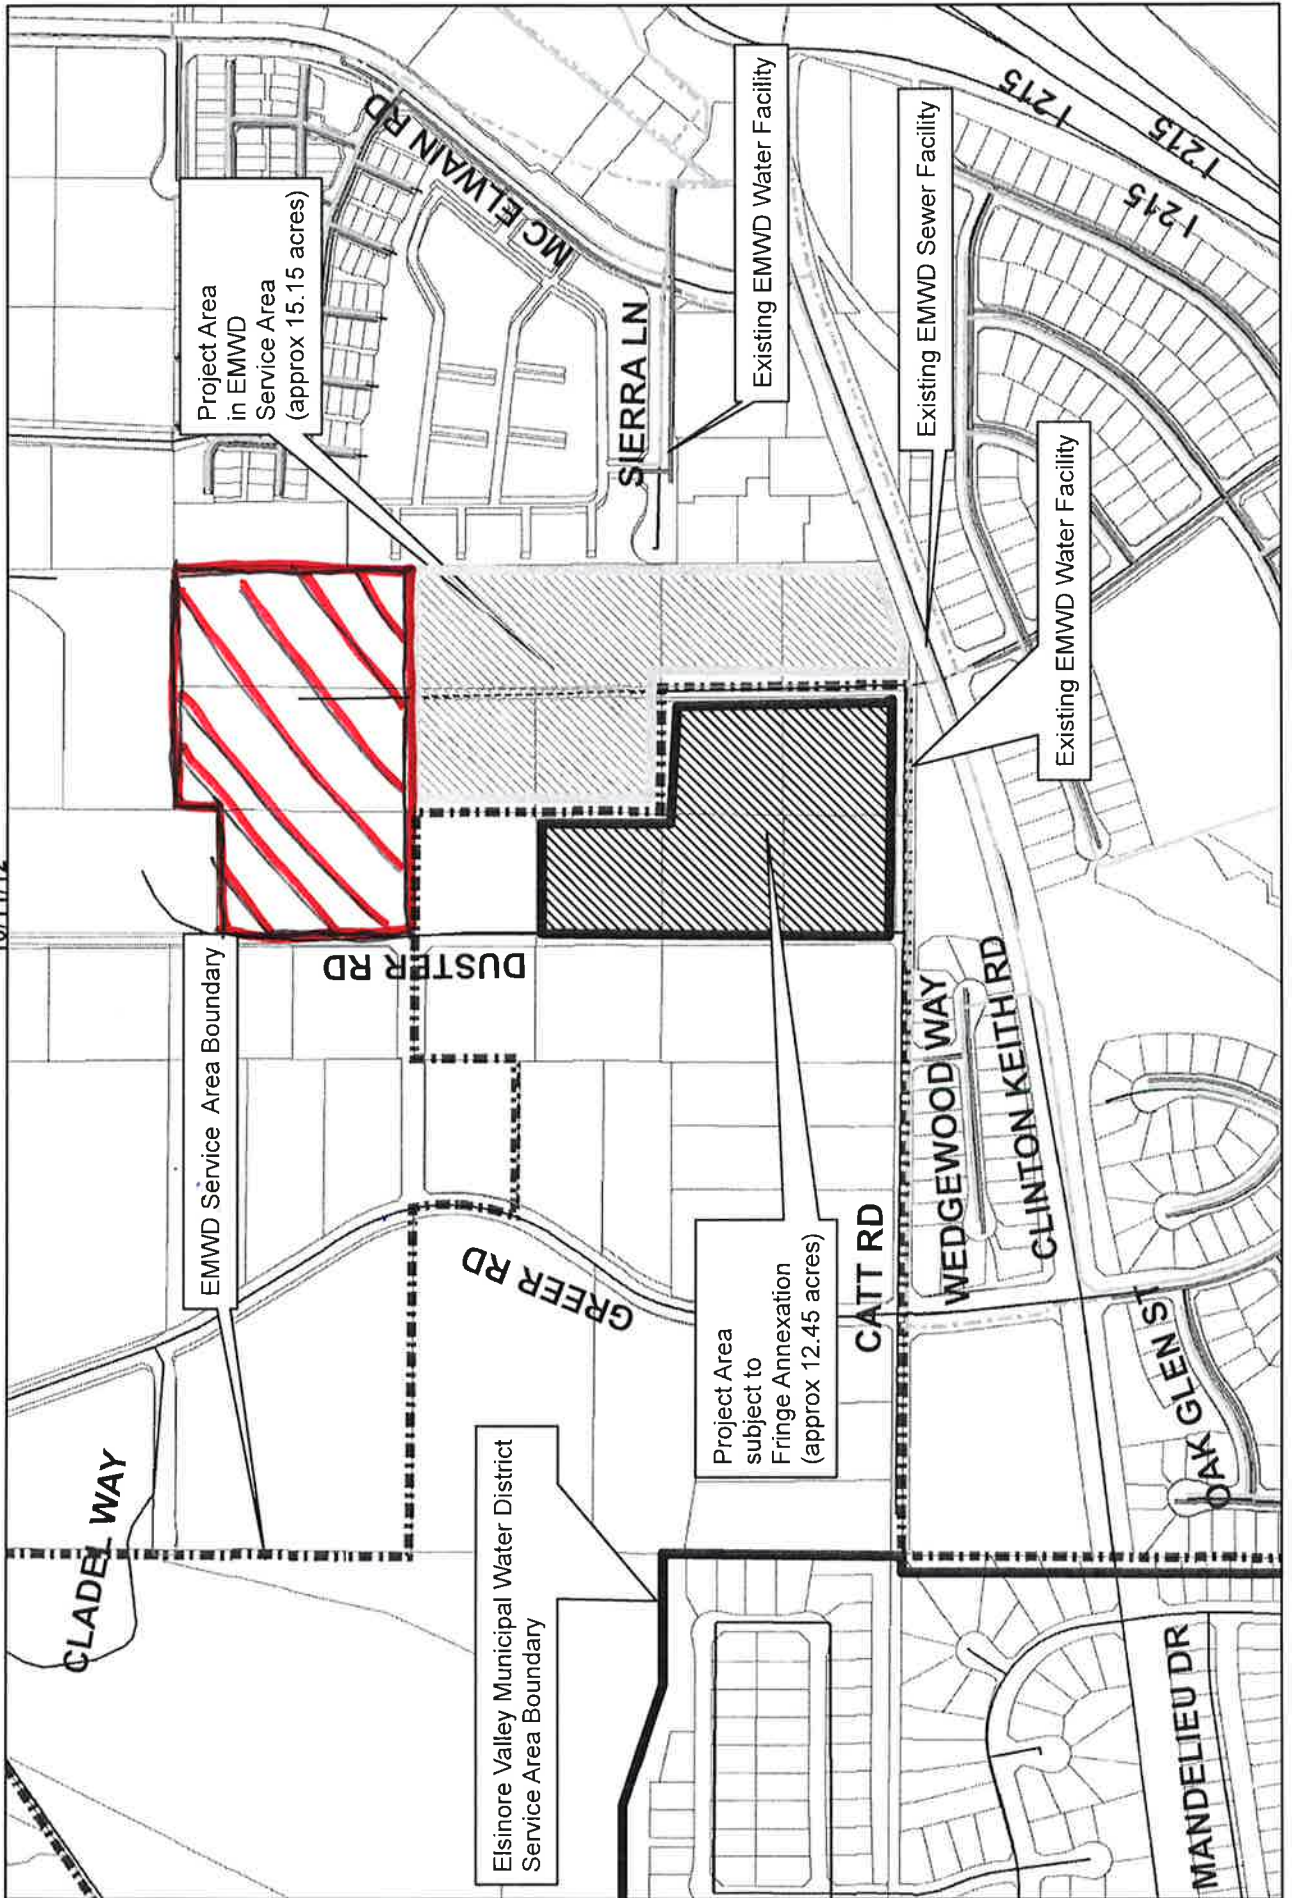 Project Area
in EMWD
Service Area
(approx 15.15 acres)
Existing EMWD Water Facility
Existing EMWD Sewer Facility
Existing EMWD Water Facility
EMWD Service Area Boundary
Project Area
subject to
Fringe Annexation
(approx 12.45 acres)
Elsinore Valley Municipal Water District
Service Area Boundary
MC ELWAIN RD
SIERRA LN
I 215
I 215
I 215
DUSTER RD
GREER RD
CATT RD
WEDGEWOOD WAY
CLINTON KEITH RD
CLADEL WAY
OAK GLEN ST
MANDELIEU DR